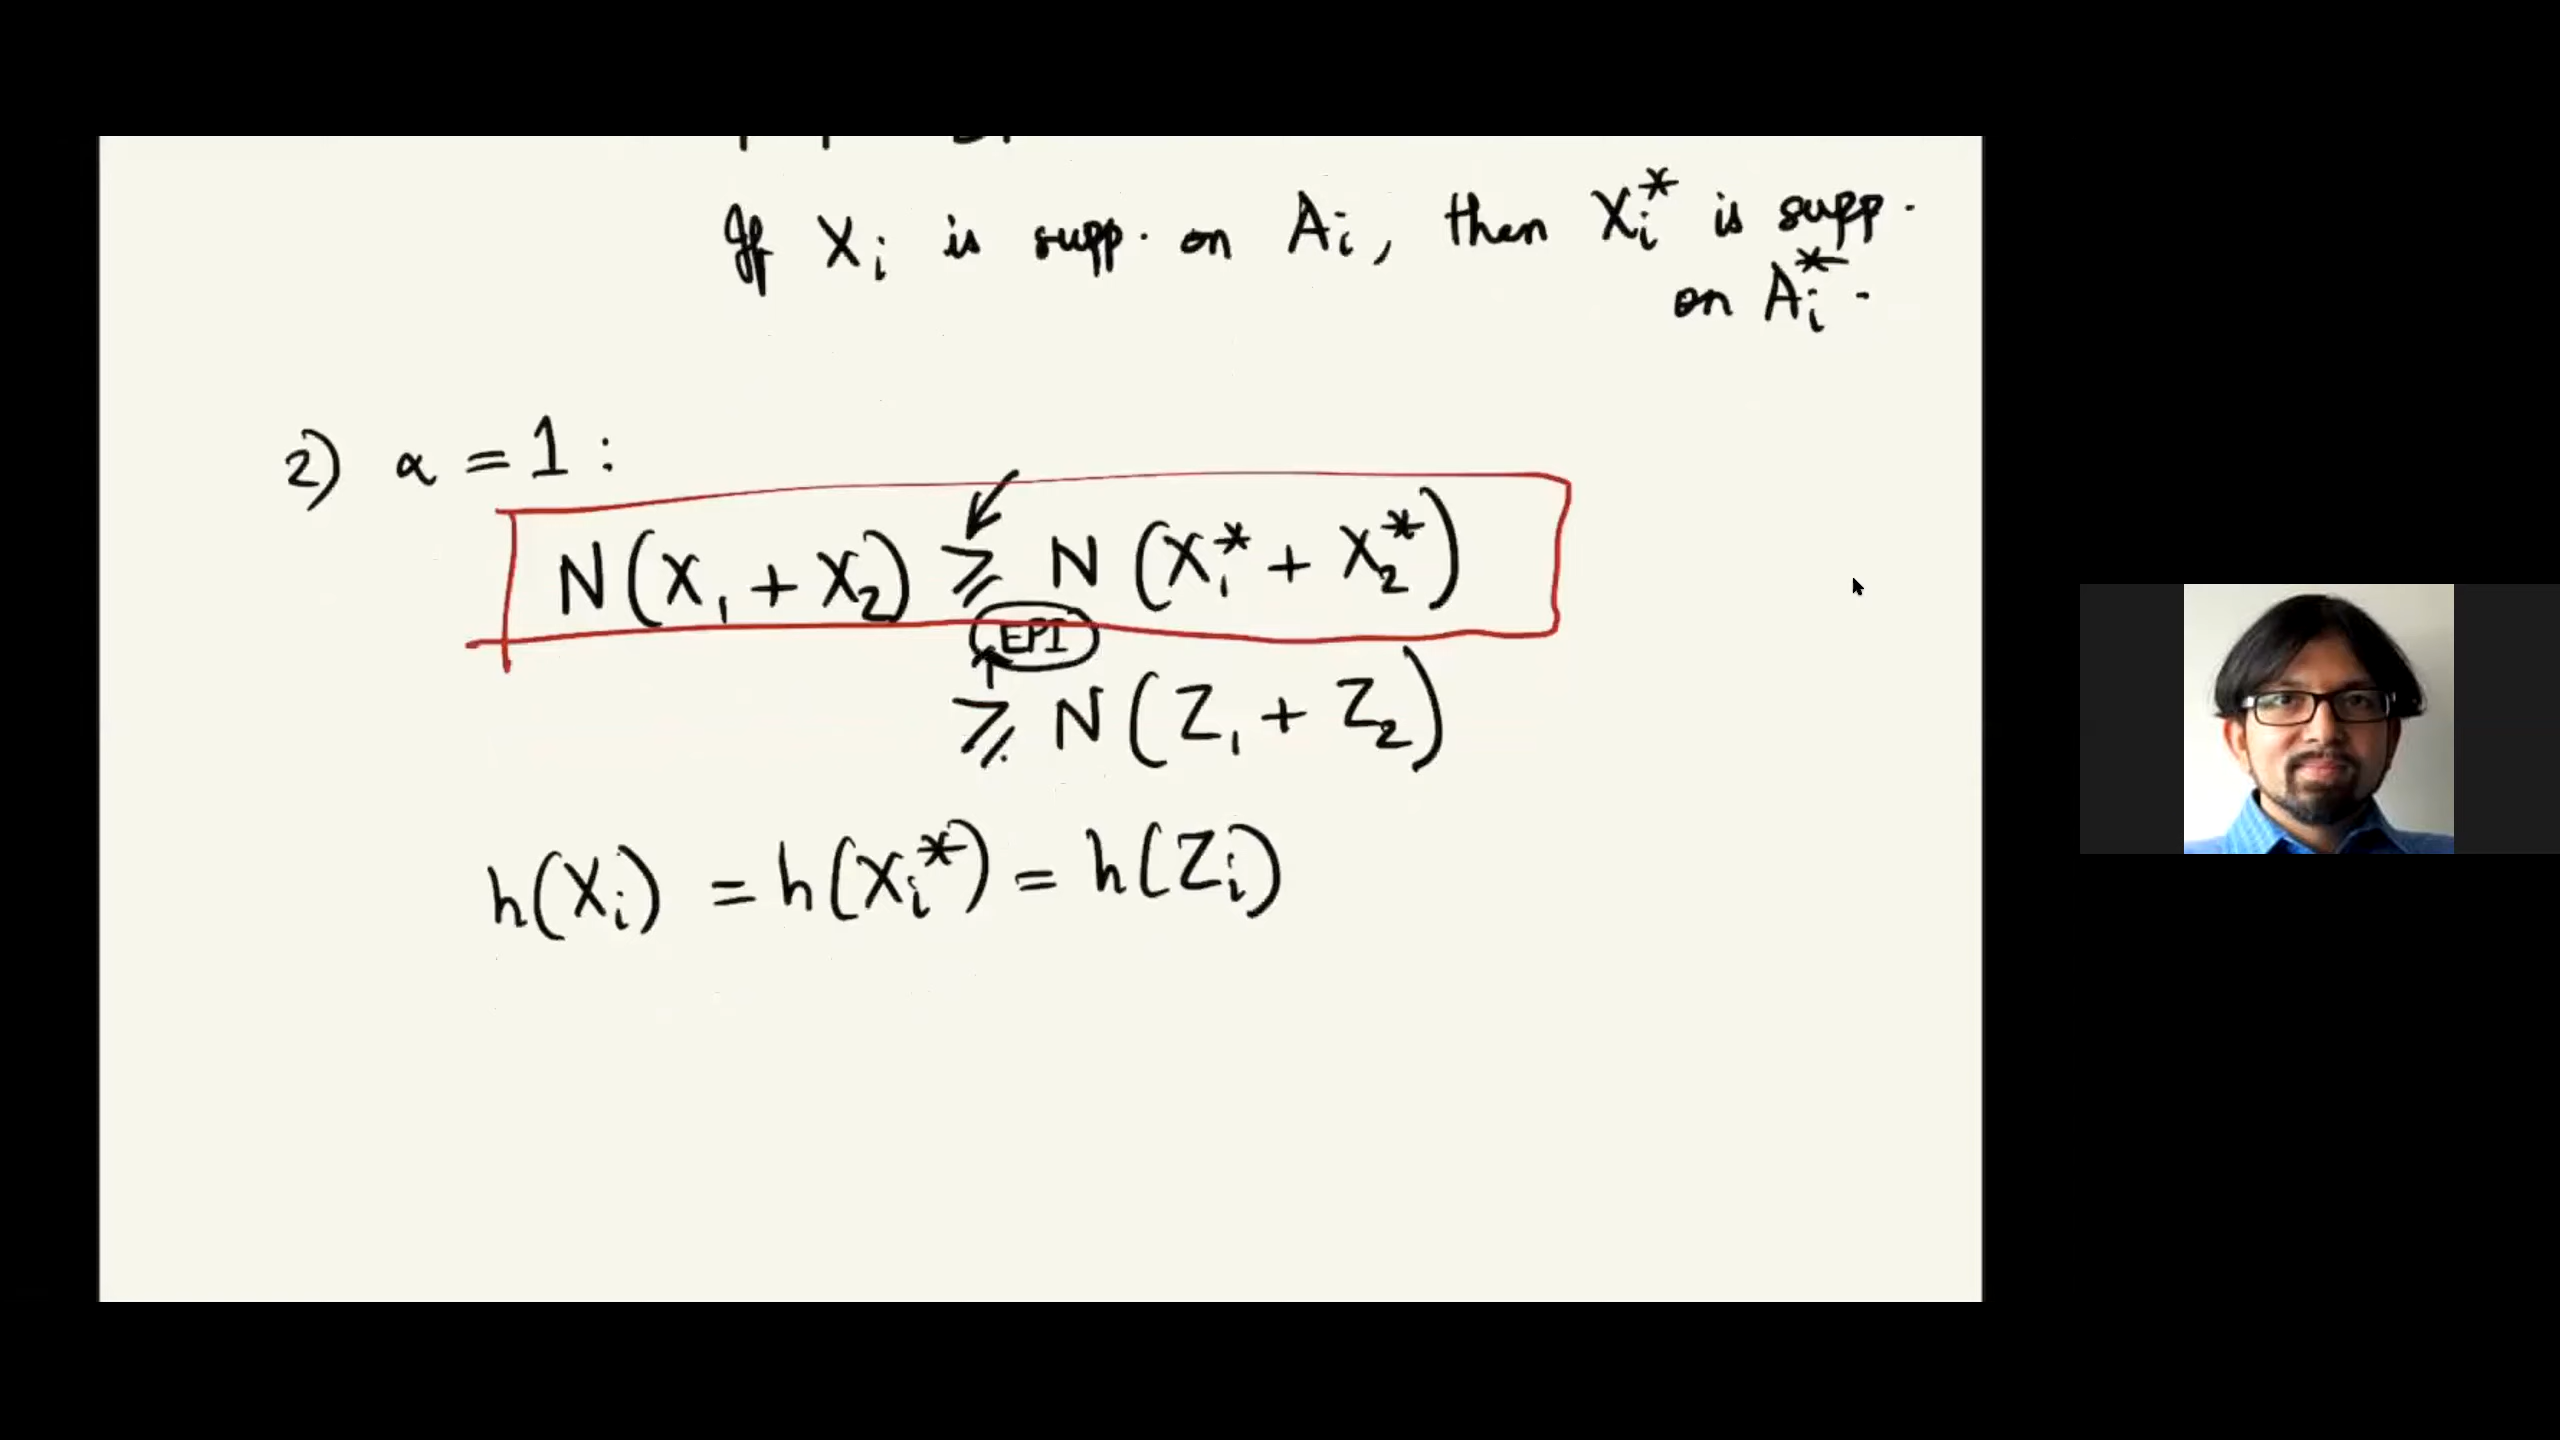 If Xᵢ is supp. on Aᵢ, then Xᵢ* is supp.
on Aᵢ*.
2) α = 1 :
N(X₁ + X₂) ≥ N(X₁* + X₂*)
EPI
≥ N(Z₁ + Z₂)
h(Xᵢ) = h(Xᵢ*) = h(Zᵢ)